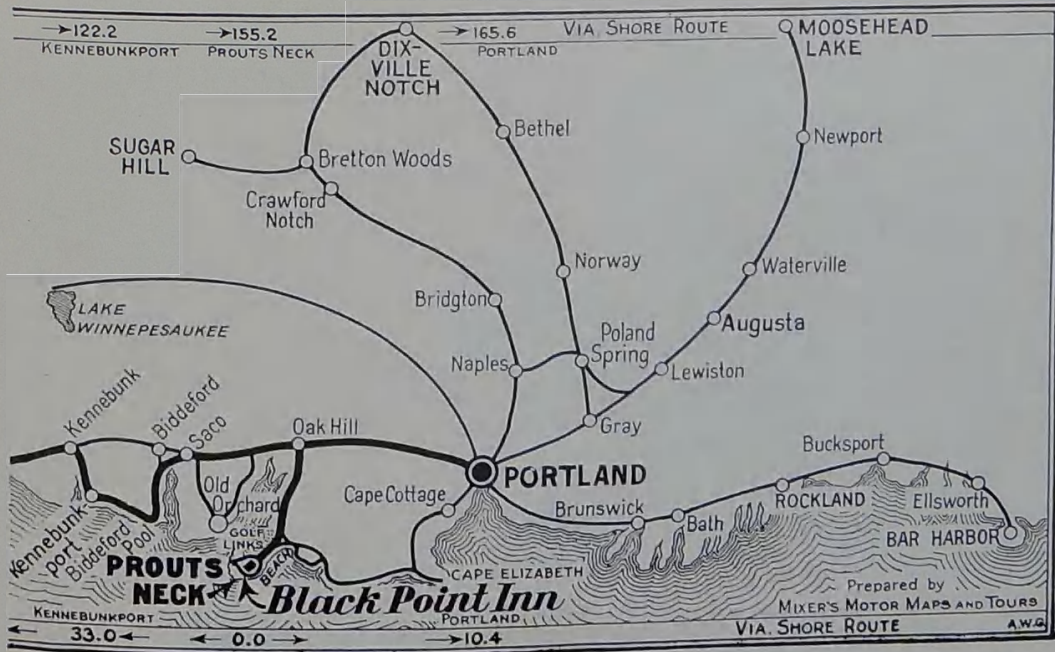 →122.2 →155.2 →165.6 VIA. SHORE ROUTE
KENNEBUNKPORT PROUTS NECK PORTLAND
DIX-
VILLE
NOTCH
MOOSEHEAD
LAKE
Bethel
Newport
SUGAR
HILL
Bretton Woods
Crawford
Notch
Norway
Waterville
Bridgton
LAKE
WINNEPESAUKEE
Augusta
Poland
Spring
Naples
Lewiston
Kennebunk
Biddeford
Saco
Oak Hill
Gray
Bucksport
PORTLAND
Old
Orchard
Cape Cottage
Brunswick
ROCKLAND
Ellsworth
Bath
Kennebunk-
port
Biddeford
Pool
GOLF
LINKS
BEACH
BAR HARBOR
PROUTS
NECK
CAPE ELIZABETH
Black Point Inn
Prepared by
MIXER'S MOTOR MAPS AND TOURS
KENNEBUNKPORT PORTLAND
← 33.0 ← ← 0.0 → →10.4 VIA. SHORE ROUTE A.W.G.